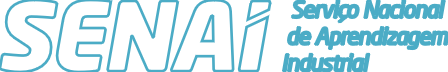 SENAI
Serviço Nacional
de Aprendizagem
Industrial